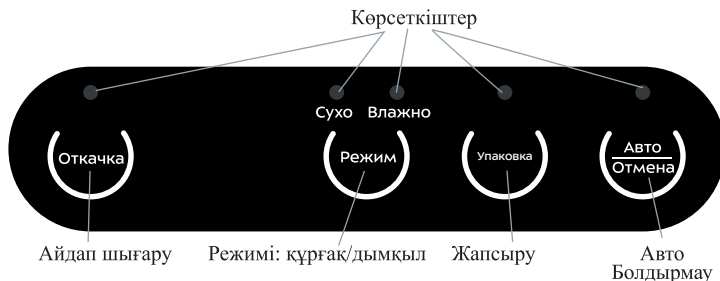 Көрсеткіштер
Сухо Влажно
Откачка
Режим
Упаковка
Авто
Отмена
Айдап шығару
Режимі: құрғақ/дымқыл
Жапсыру
Авто
Болдырмау